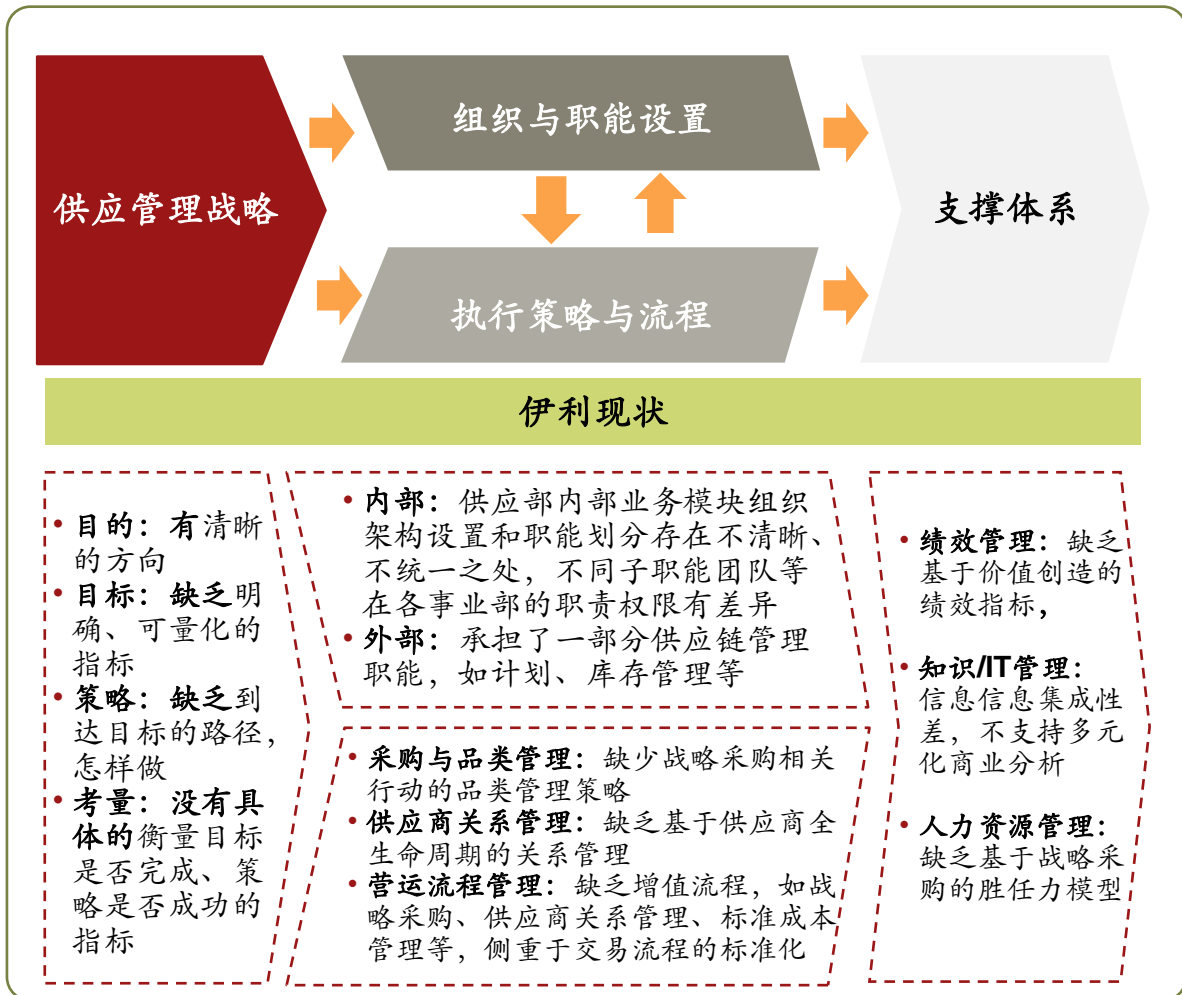 组织与职能设置
供应管理战略
支撑体系
执行策略与流程
伊利现状
• 目的：有清晰
的方向
• 目标：缺乏明
确、可量化的
指标
• 策略：缺乏到
达目标的路径，
怎样做
• 考量：没有具
体的衡量目标
是否完成、策
略是否成功的
指标
• 内部：供应部内部业务模块组织
架构设置和职能划分存在不清晰、
不统一之处，不同子职能团队等
在各事业部的职责权限有差异
• 外部：承担了一部分供应链管理
职能，如计划、库存管理等
• 采购与品类管理：缺少战略采购相关
行动的品类管理策略
• 供应商关系管理：缺乏基于供应商全
生命周期的关系管理
• 营运流程管理：缺乏增值流程，如战
略采购、供应商关系管理、标准成本
管理等，侧重于交易流程的标准化
• 绩效管理：缺乏
基于价值创造的
绩效指标，
• 知识/IT管理：
信息信息集成性
差，不支持多元
化商业分析
• 人力资源管理：
缺乏基于战略采
购的胜任力模型